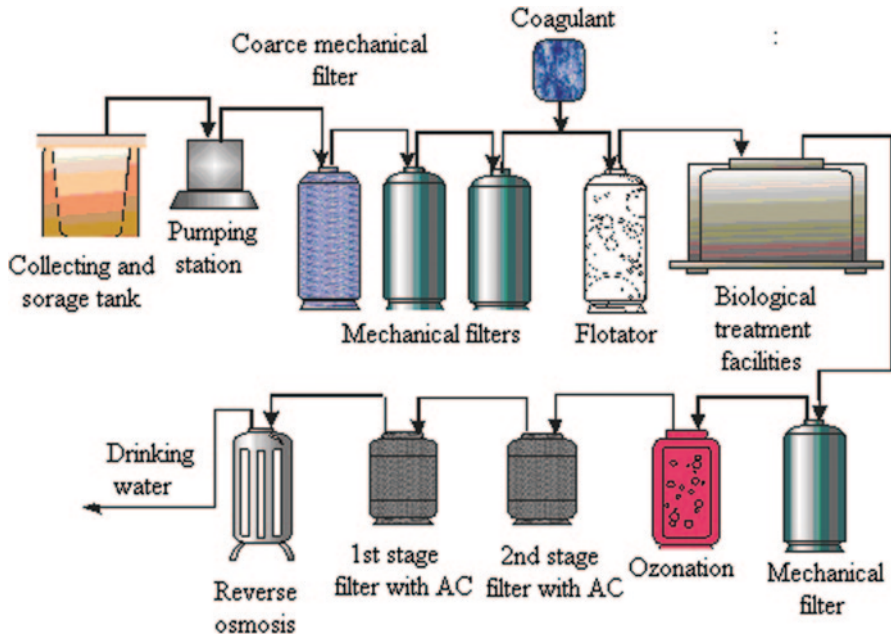 Coagulant
:
Coarce mechanical
filter
Pumping
station
Collecting and
sorage tank
Mechanical filters
Flotator
Biological
treatment
facilities
Drinking
water
Reverse
osmosis
1st stage
filter with AC
2nd stage
filter with AC
Ozonation
Mechanical
filter